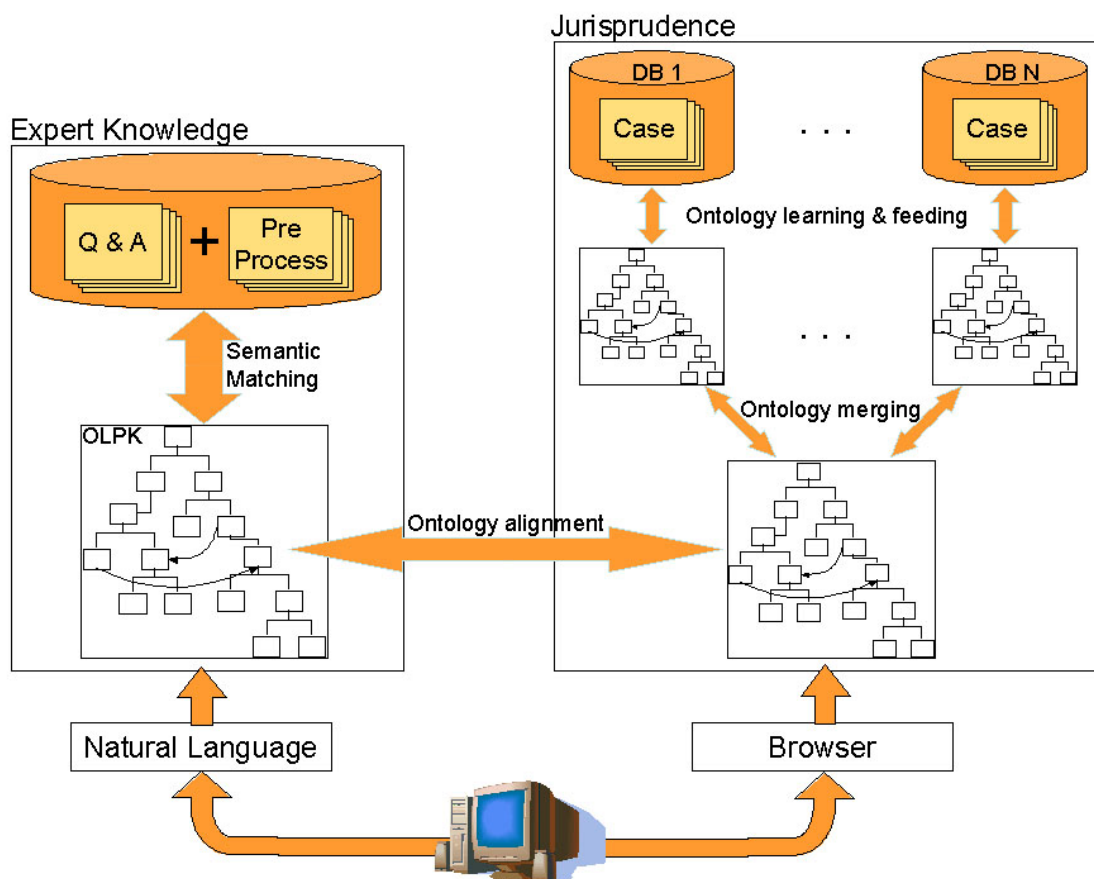 Jurisprudence
DB 1
DB N
Case
. . .
Case
Expert Knowledge
Q & A
+
Pre
Process
Ontology learning & feeding
. . .
Semantic
Matching
Ontology merging
OLPK
Ontology alignment
Natural Language
Browser